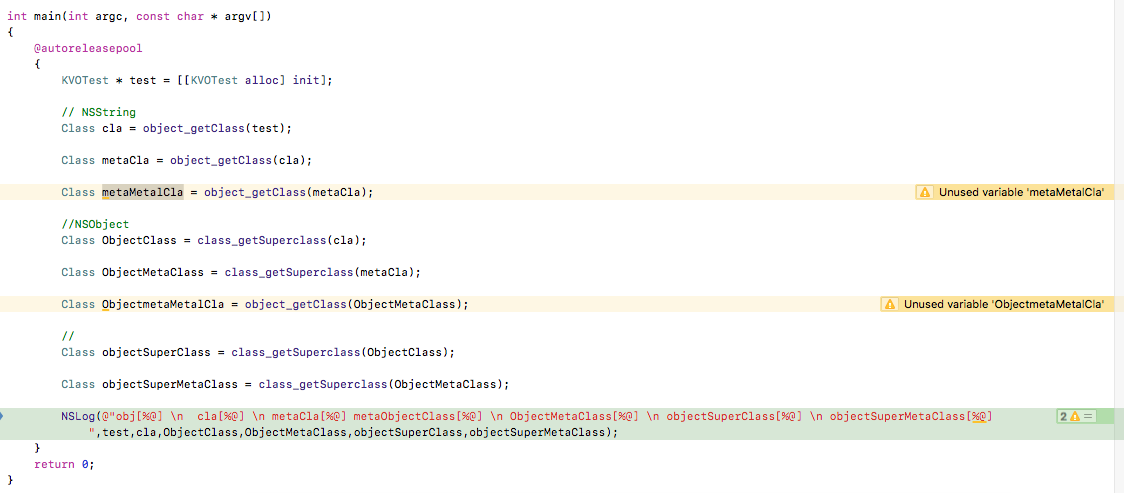 int main(int argc, const char * argv[])
{
@autoreleasepool
{
KVOTest * test = [[KVOTest alloc] init];
// NSString
Class cla = object_getClass(test);
Class metaCla = object_getClass(cla);
Class metaMetalCla = object_getClass(metaCla); Unused variable 'metaMetalCla'
//NSObject
Class ObjectClass = class_getSuperclass(cla);
Class ObjectMetaClass = class_getSuperclass(metaCla);
Class ObjectmetaMetalCla = object_getClass(ObjectMetaClass); Unused variable 'ObjectmetaMetalCla'
//
Class objectSuperClass = class_getSuperclass(ObjectClass);
Class objectSuperMetaClass = class_getSuperclass(ObjectMetaClass);
NSLog(@"obj[%@] \n  cla[%@] \n metaCla[%@] metaObjectClass[%@] \n ObjectMetaClass[%@] \n objectSuperClass[%@] \n objectSuperMetaClass[%@] 2
",test,cla,ObjectClass,ObjectMetaClass,objectSuperClass,objectSuperMetaClass);
}
return 0;
}